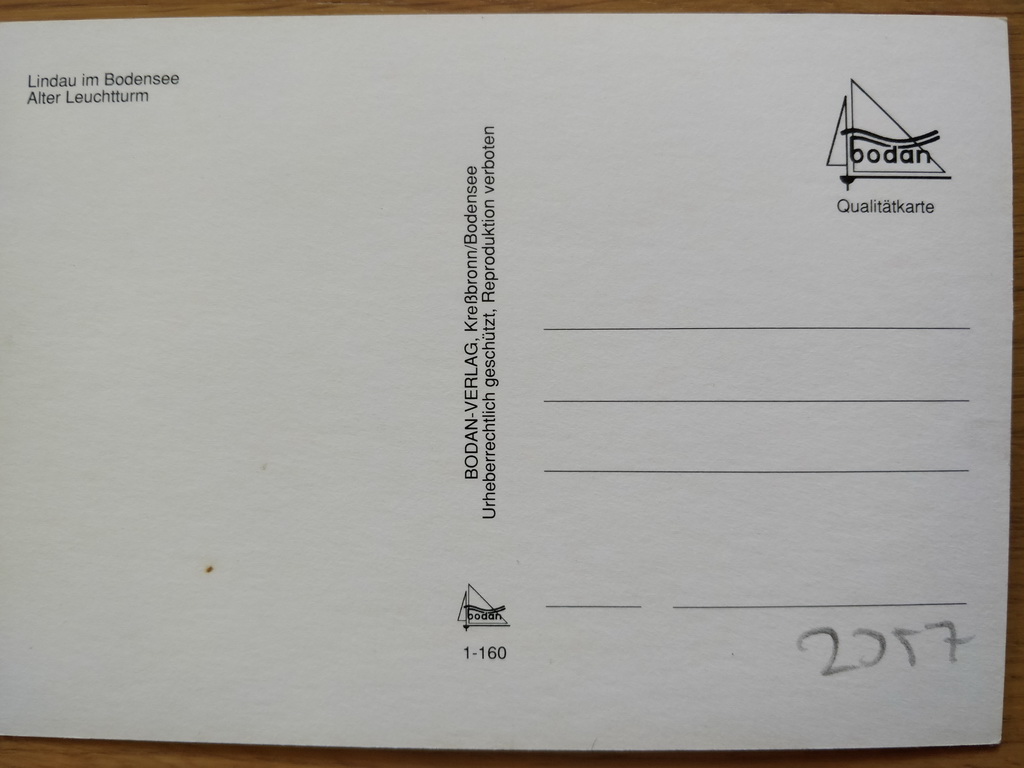 Lindau im Bodensee
Alter Leuchtturm
bodan
Qualitätkarte
BODAN-VERLAG, Kreßbronn/Bodensee
Urheberrechtlich geschützt, Reproduktion verboten
bodan
1-160
2057